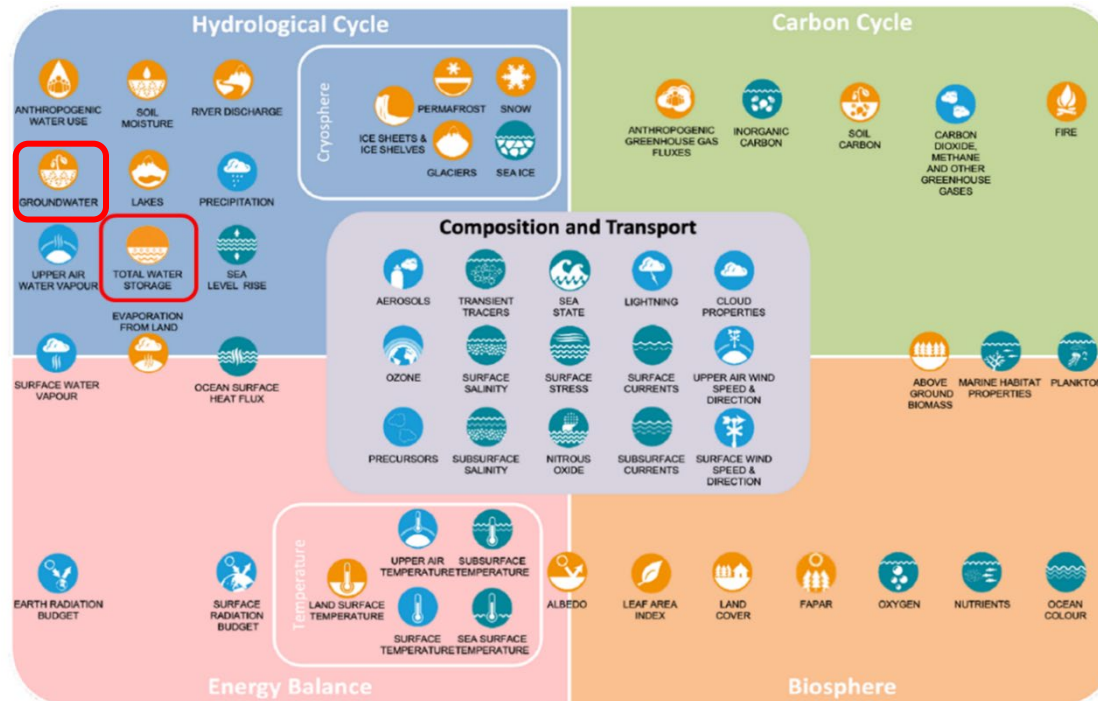 Hydrological Cycle
Carbon Cycle
ANTHROPOGENIC
WATER USE
SOIL
MOISTURE
RIVER DISCHARGE
Cryosphere
PERMAFROST
SNOW
ICE SHEETS &
ICE SHELVES
GLACIERS
SEA ICE
ANTHROPOGENIC
GREENHOUSE GAS
FLUXES
INORGANIC
CARBON
SOIL
CARBON
CARBON
DIOXIDE,
METHANE
AND OTHER
GREENHOUSE
GASES
FIRE
GROUNDWATER
LAKES
PRECIPITATION
UPPER AIR
WATER VAPOUR
TOTAL WATER
STORAGE
SEA
LEVEL RISE
Composition and Transport
AEROSOLS
TRANSIENT
TRACERS
SEA
STATE
LIGHTNING
CLOUD
PROPERTIES
EVAPORATION
FROM LAND
SURFACE WATER
VAPOUR
OCEAN SURFACE
HEAT FLUX
OZONE
SURFACE
SALINITY
SURFACE
STRESS
SURFACE
CURRENTS
UPPER AIR WIND
SPEED &
DIRECTION
ABOVE
GROUND
BIOMASS
MARINE HABITAT
PROPERTIES
PLANKTON
PRECURSORS
SUBSURFACE
SALINITY
NITROUS
OXIDE
SUBSURFACE
CURRENTS
SURFACE WIND
SPEED &
DIRECTION
EARTH RADIATION
BUDGET
SURFACE
RADIATION
BUDGET
Temperature
LAND SURFACE
TEMPERATURE
UPPER AIR
TEMPERATURE
SUBSURFACE
TEMPERATURE
SURFACE
TEMPERATURE
SEA SURFACE
TEMPERATURE
ALBEDO
LEAF AREA
INDEX
LAND
COVER
FAPAR
OXYGEN
NUTRIENTS
OCEAN
COLOUR
Energy Balance
Biosphere